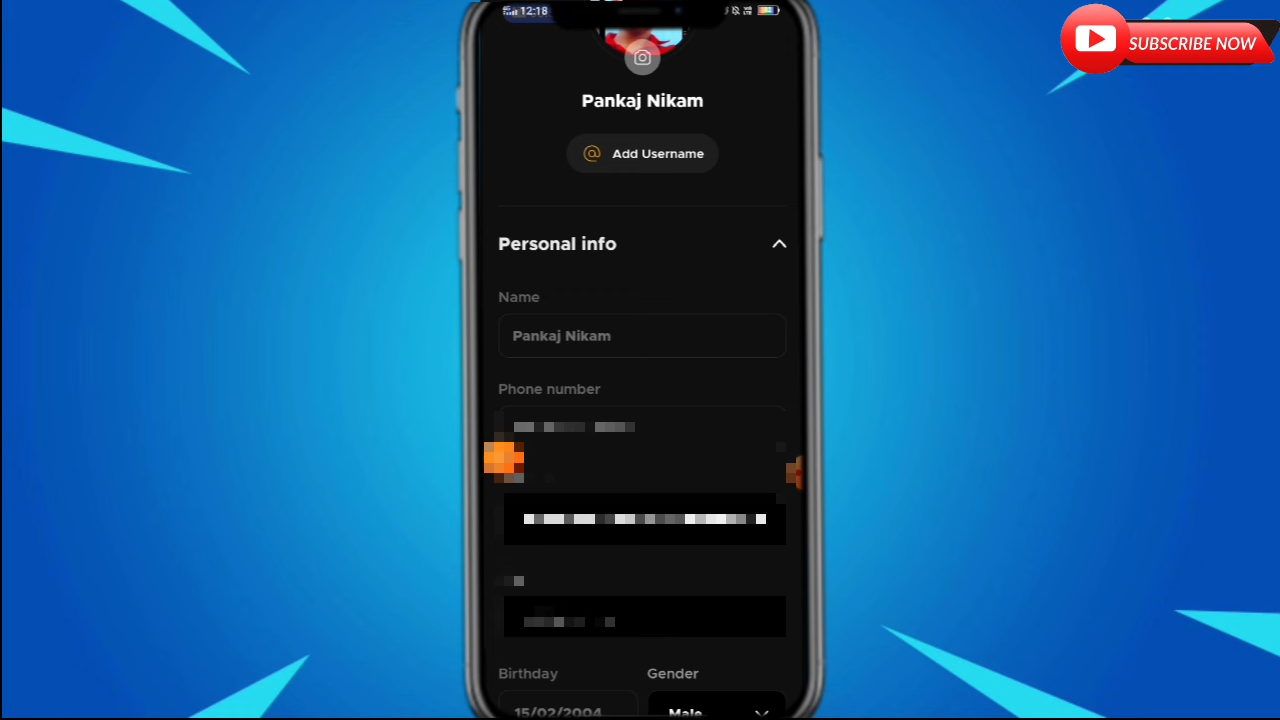 12:18
SUBSCRIBE NOW
Pankaj Nikam
@ Add Username
Personal info
Name
Pankaj Nikam
Phone number
Birthday Gender
15/02/2004 Male